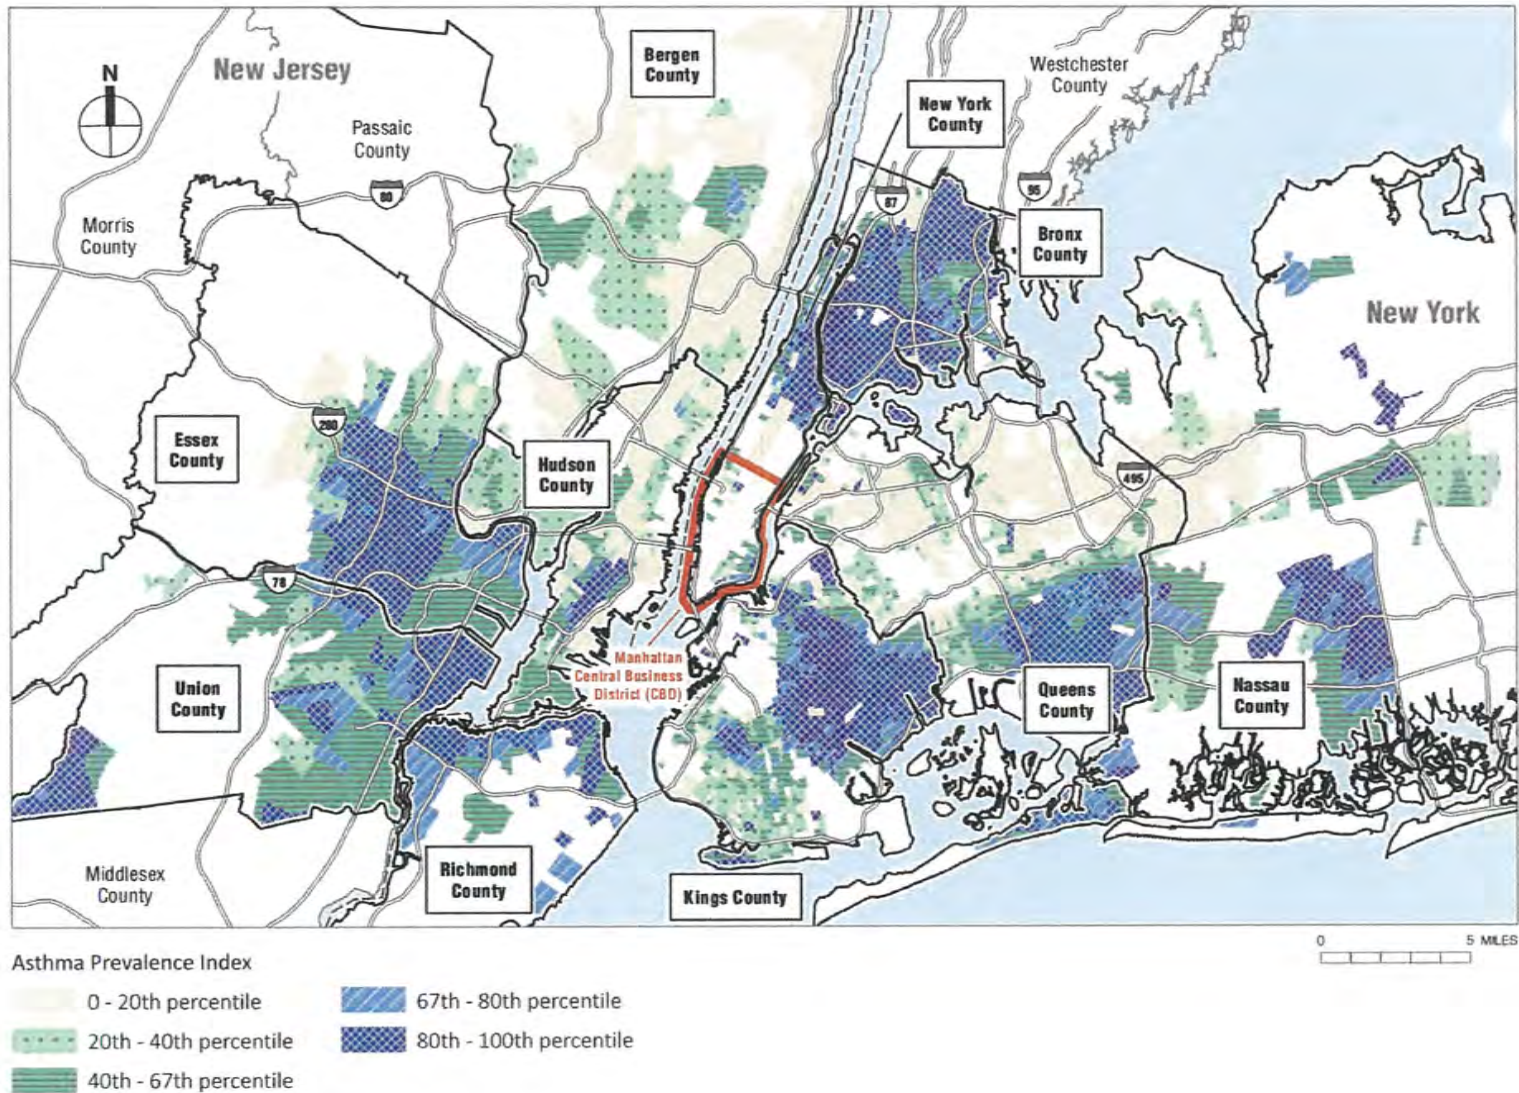 New Jersey
Bergen
County
Westchester
County
N
New York
County
Passaic
County
80
87
95
Morris
County
Bronx
County
New York
280
Essex
County
Hudson
County
495
78
Manhattan
Central Business
District (CBD)
Union
County
Queens
County
Nassau
County
Middlesex
County
Richmond
County
Kings County
0 5 MILES
Asthma Prevalence Index
0 - 20th percentile
67th - 80th percentile
20th - 40th percentile
80th - 100th percentile
40th - 67th percentile